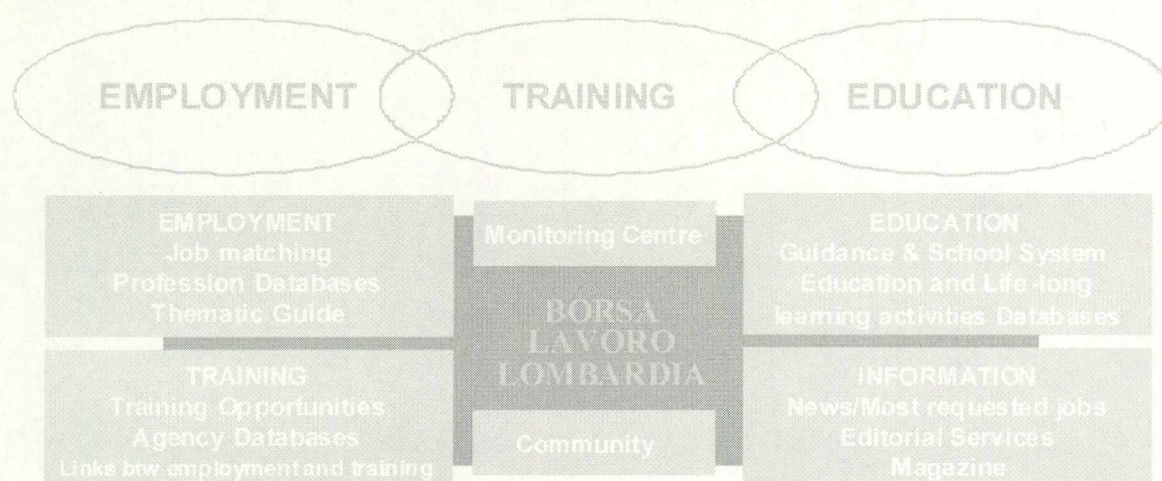 EMPLOYMENT
TRAINING
EDUCATION
EMPLOYMENT
Job matching
Profession Databases
Thematic Guide
Monitoring Centre
EDUCATION
Guidance & School System
Education and Life-long
learning activities Databases
BORSA
LAVORO
LOMBARDIA
TRAINING
Training Opportunities
Agency Databases
Links btw employment and training
Community
INFORMATION
News/Most requested jobs
Editorial Services
Magazine